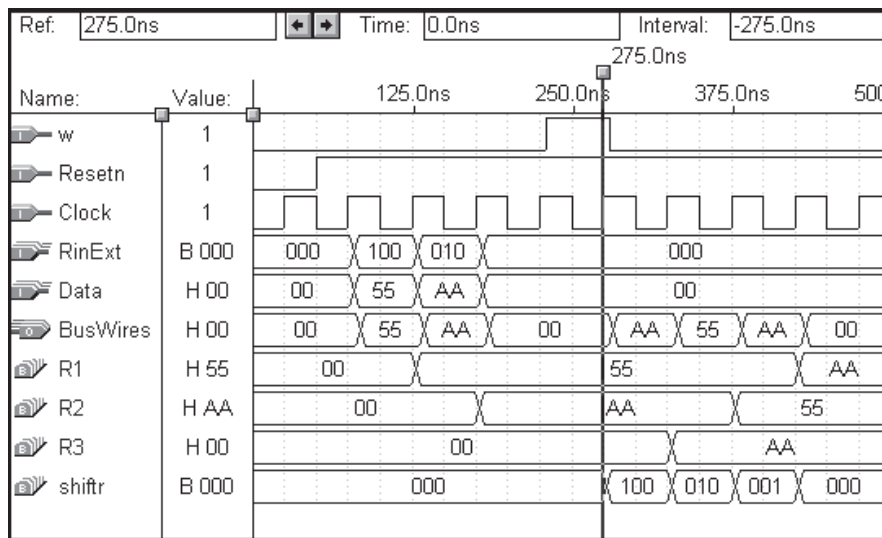 Ref: 275.0ns Time: 0.0ns Interval: -275.0ns
275.0ns
Name: Value: 125.0ns 250.0ns 375.0ns 500
w 1
Resetn 1
Clock 1
RinExt B 000 000 100 010 000
Data H 00 00 55 AA 00
BusWires H 00 00 55 AA 00 AA 55 AA 00
R1 H 55 00 55 AA
R2 H AA 00 AA 55
R3 H 00 00 AA
shiftr B 000 000 100 010 001 000